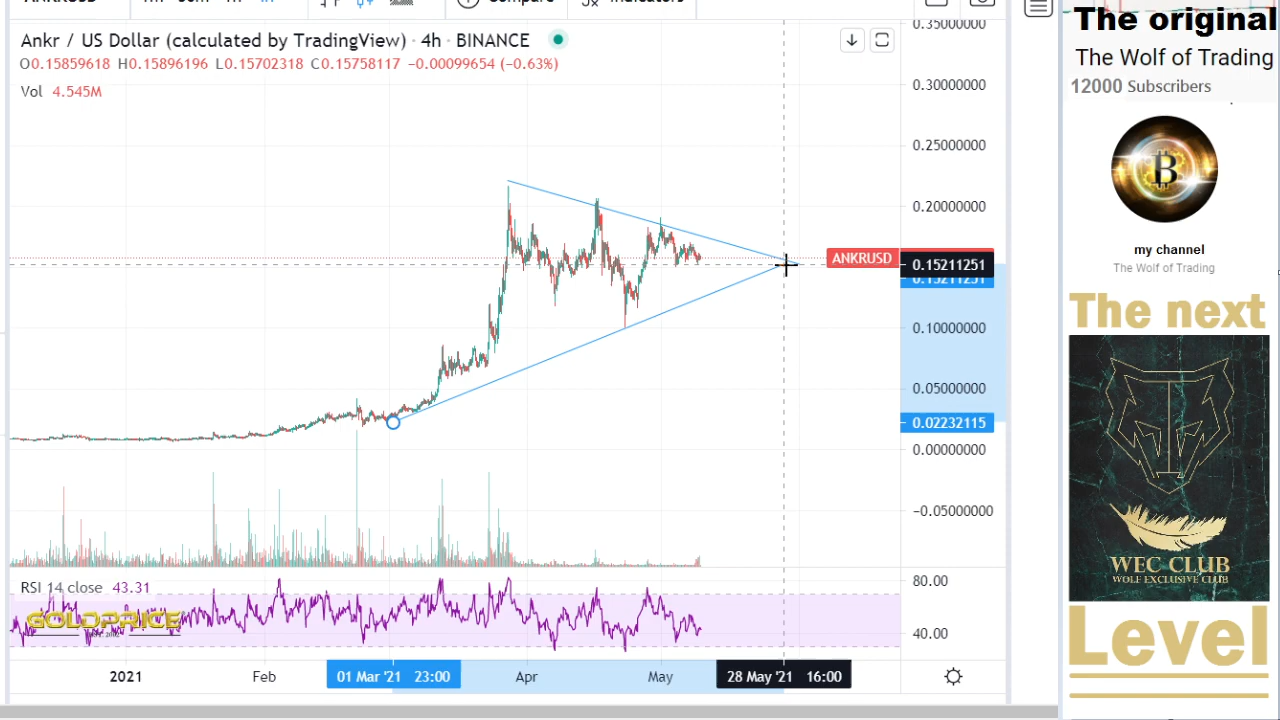 Ankr / US Dollar (calculated by TradingView) · 4h · BINANCE
O0.15859618 H0.15896196 L0.15702318 C0.15758117 −0.00099654 (−0.63%)
Vol 4.545M
0.35000000
0.30000000
0.25000000
0.20000000
ANKRUSD
0.15211251
0.15211251
0.10000000
0.05000000
0.02232115
0.00000000
−0.05000000
RSI 14 close 43.31
80.00
40.00
GOLDPRICE
2021
Feb
01 Mar '21 23:00
Apr
May
28 May '21 16:00
Compare
Indicators
The original
The Wolf of Trading
12000 Subscribers
my channel
The Wolf of Trading
The next
WEC CLUB
WOLF EXCLUSIVE CLUB
Level